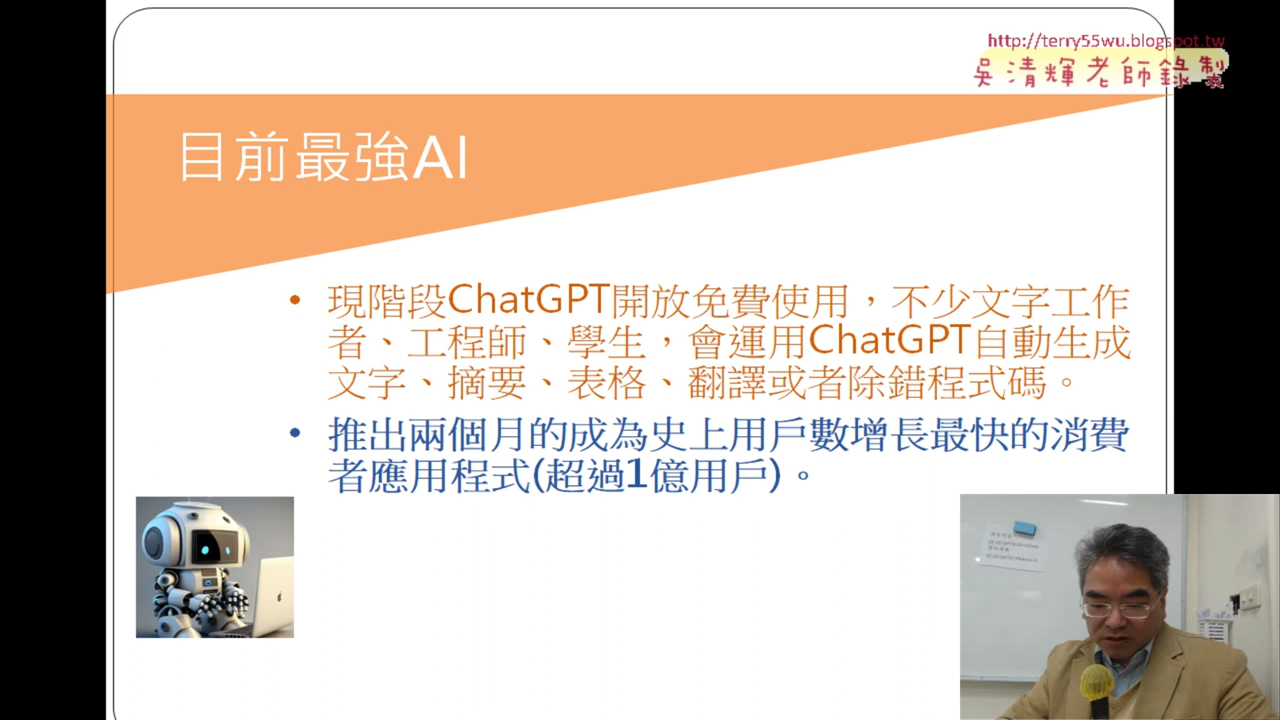 http://terry55wu.blogspot.tw
吳清輝老師錄製
目前最強AI
• 現階段ChatGPT開放免費使用，不少文字工作
者、工程師、學生，會運用ChatGPT自動生成
文字、摘要、表格、翻譯或者除錯程式碼。
• 推出兩個月的成為史上用戶數增長最快的消費
者應用程式(超過1億用戶)。